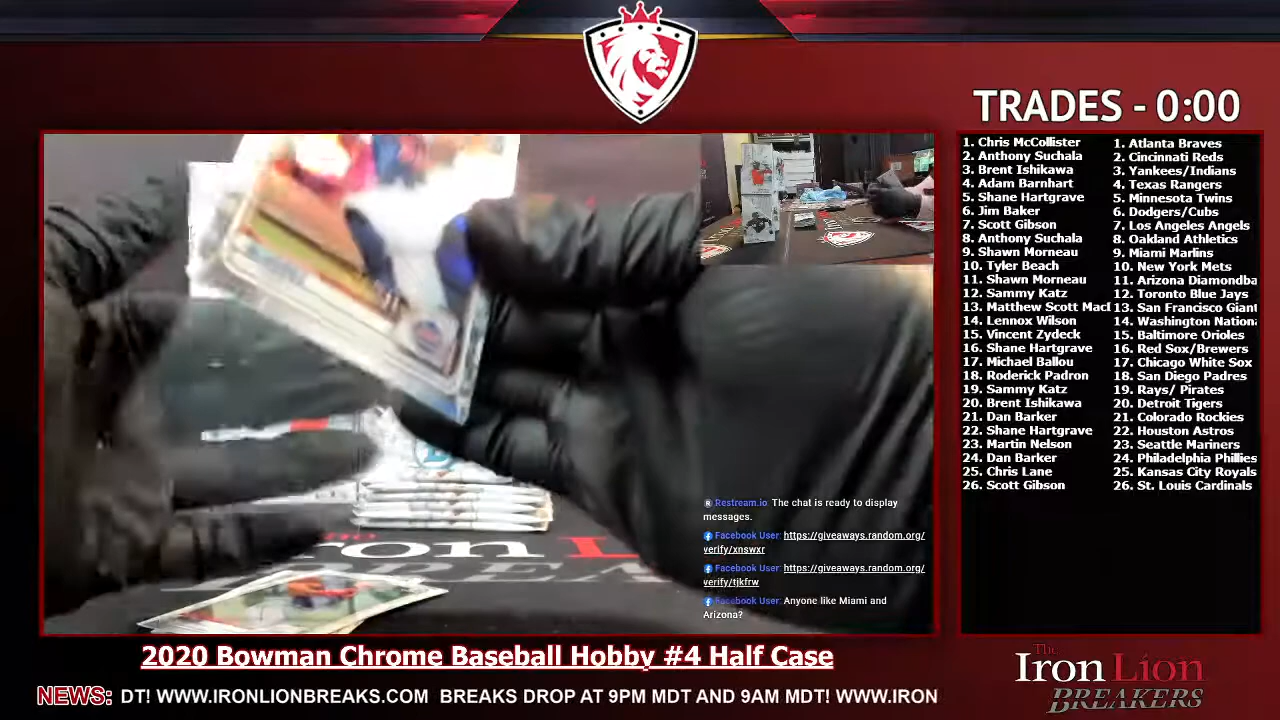 TRADES - 0:00
1. Chris McCollister
2. Anthony Suchala
3. Brent Ishikawa
4. Adam Barnhart
5. Shane Hartgrave
6. Jim Baker
7. Scott Gibson
8. Anthony Suchala
9. Shawn Morneau
10. Tyler Beach
11. Shawn Morneau
12. Sammy Katz
13. Matthew Scott Macl
14. Lennox Wilson
15. Vincent Zydeck
16. Shane Hartgrave
17. Michael Ballou
18. Roderick Padron
19. Sammy Katz
20. Brent Ishikawa
21. Dan Barker
22. Shane Hartgrave
23. Martin Nelson
24. Dan Barker
25. Chris Lane
26. Scott Gibson
1. Atlanta Braves
2. Cincinnati Reds
3. Yankees/Indians
4. Texas Rangers
5. Minnesota Twins
6. Dodgers/Cubs
7. Los Angeles Angels
8. Oakland Athletics
9. Miami Marlins
10. New York Mets
11. Arizona Diamondba
12. Toronto Blue Jays
13. San Francisco Giant
14. Washington Nationa
15. Baltimore Orioles
16. Red Sox/Brewers
17. Chicago White Sox
18. San Diego Padres
19. Rays/ Pirates
20. Detroit Tigers
21. Colorado Rockies
22. Houston Astros
23. Seattle Mariners
24. Philadelphia Phillies
25. Kansas City Royals
26. St. Louis Cardinals
Restream.io: The chat is ready to display
messages.
Facebook User: https://giveaways.random.org/
verify/xnswxr
Facebook User: https://giveaways.random.org/
verify/tjkfrw
Facebook User: Anyone like Miami and
Arizona?
Iron Lion
BREAKERS
2020 Bowman Chrome Baseball Hobby #4 Half Case
NEWS: DT! WWW.IRONLIONBREAKS.COM BREAKS DROP AT 9PM MDT AND 9AM MDT! WWW.IRON
The
Iron Lion
BREAKERS